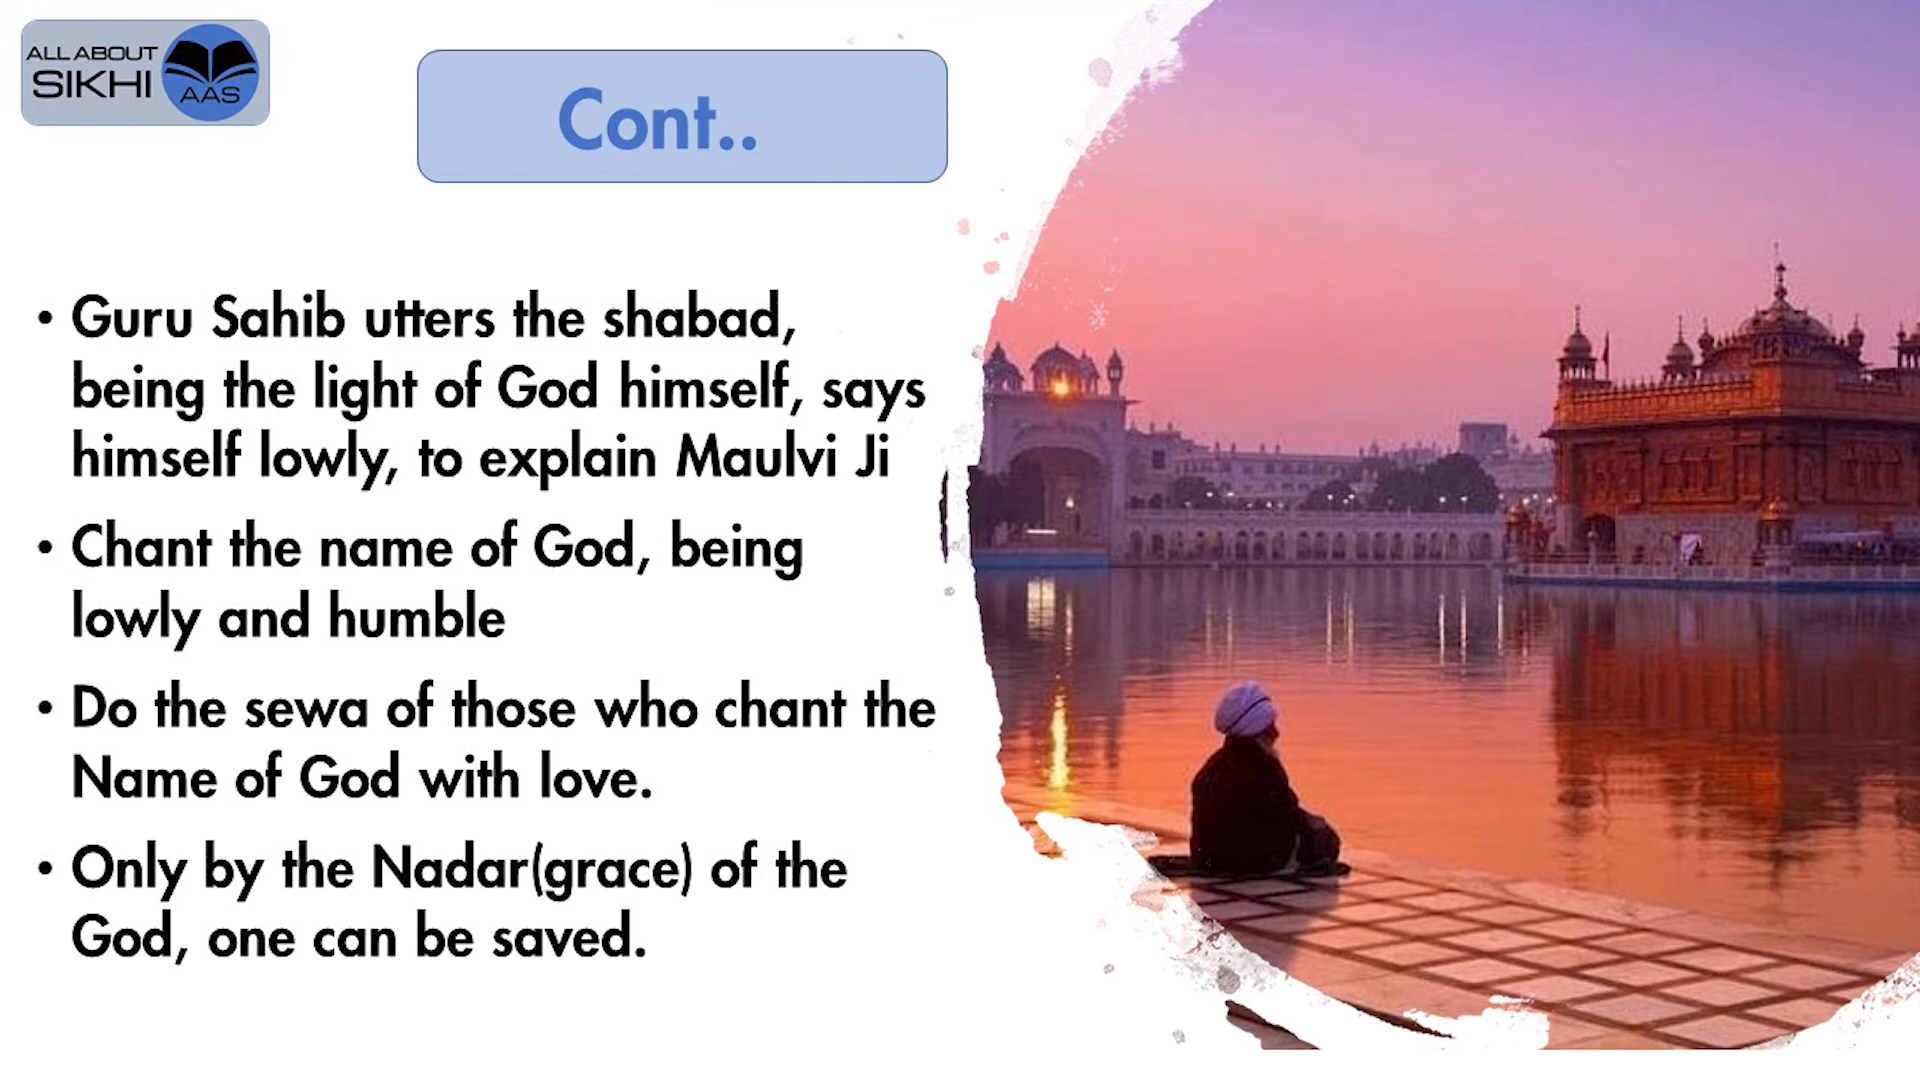 ALL ABOUT
SIKHI
AAS
Cont..
• Guru Sahib utters the shabad,
being the light of God himself, says
himself lowly, to explain Maulvi Ji
• Chant the name of God, being
lowly and humble
• Do the sewa of those who chant the
Name of God with love.
• Only by the Nadar(grace) of the
God, one can be saved.